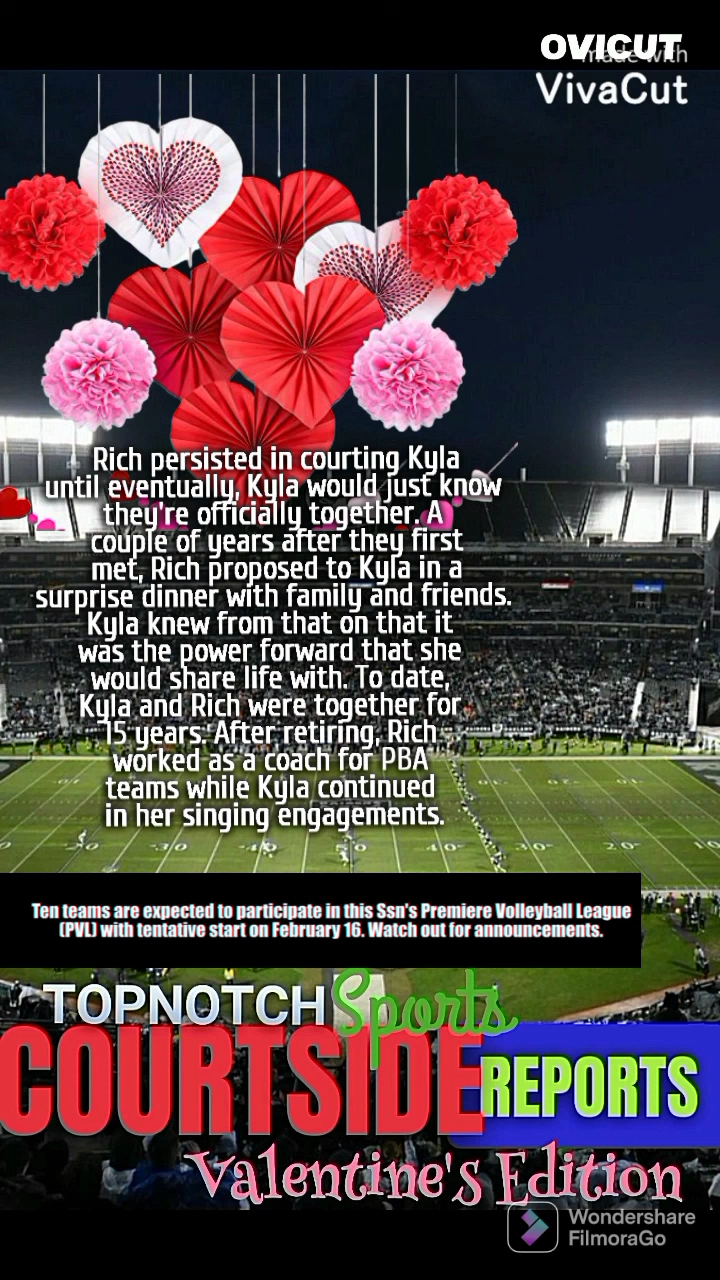 OVICUT
made with
VivaCut
Rich persisted in courting Kyla
until eventually, Kyla would just know
they're officially together. A
couple of years after they first
met, Rich proposed to Kyla in a
surprise dinner with family and friends.
Kyla knew from that on that it
was the power forward that she
would share life with. To date,
Kyla and Rich were together for
15 years. After retiring, Rich
worked as a coach for PBA
teams while Kyla continued
in her singing engagements.
Ten teams are expected to participate in this Ssn's Premiere Volleyball League
(PVL) with tentative start on February 16. Watch out for announcements.
TOPNOTCH Sports
COURTSIDE REPORTS
Valentine's Edition
Wondershare
FilmoraGo